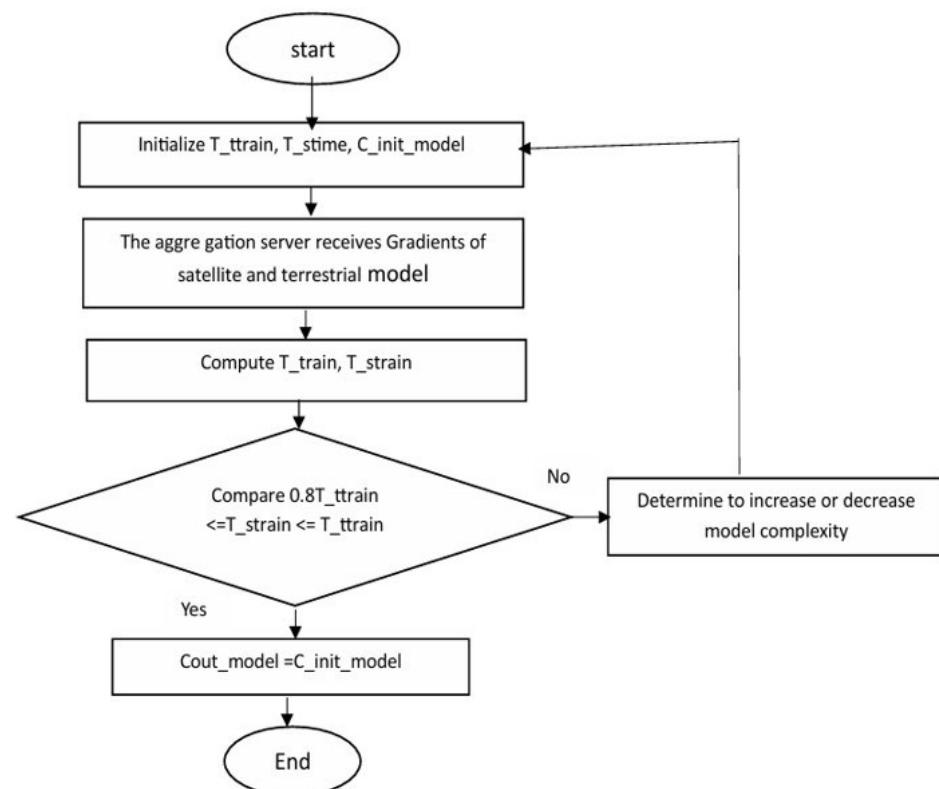 start
Initialize T_ttrain, T_stime, C_init_model
The aggre gation server receives Gradients of
satellite and terrestrial model
Compute T_train, T_strain
Compare 0.8T_ttrain
<=T_strain <= T_ttrain
No
Determine to increase or decrease
model complexity
Yes
Cout_model =C_init_model
End